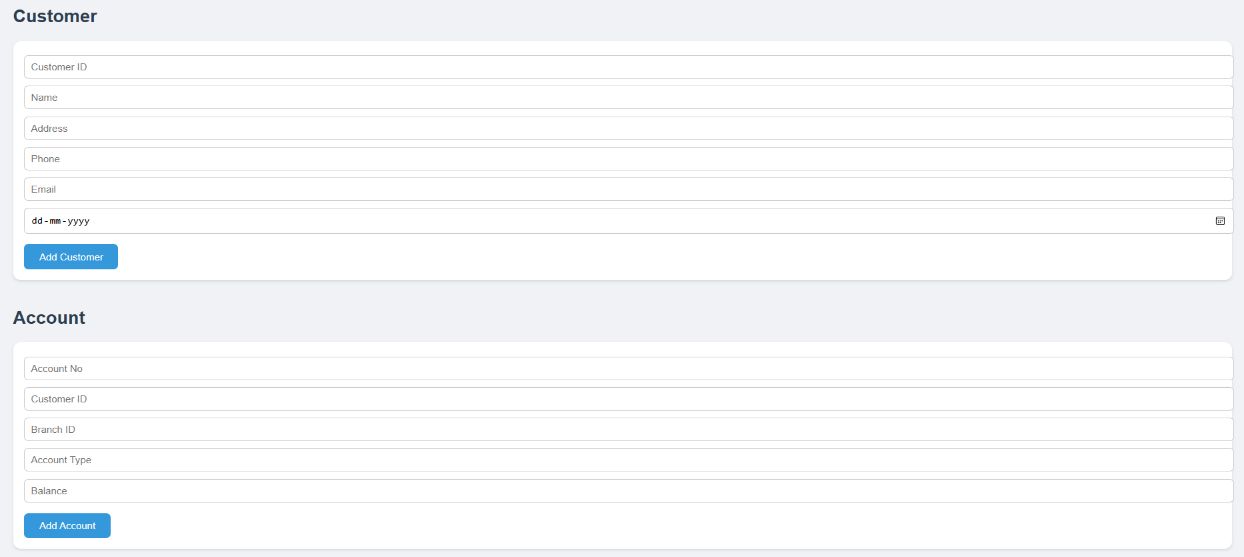 Customer
Customer ID
Name
Address
Phone
Email
dd-mm-yyyy
Add Customer
Account
Account No
Customer ID
Branch ID
Account Type
Balance
Add Account